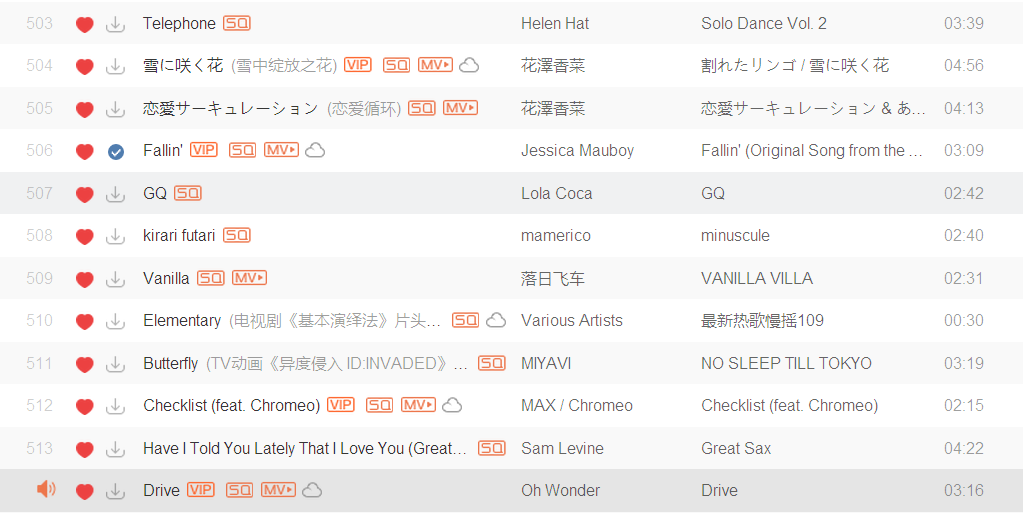 503 Telephone SQ Helen Hat Solo Dance Vol. 2 03:39
504 雪に咲く花 (雪中绽放之花) VIP SQ MV 花澤香菜 割れたリンゴ / 雪に咲く花 04:56
505 恋愛サーキュレーション (恋爱循环) SQ MV 花澤香菜 恋愛サーキュレーション & あ... 04:13
506 Fallin' VIP SQ MV Jessica Mauboy Fallin' (Original Song from the ... 03:09
507 GQ SQ Lola Coca GQ 02:42
508 kirari futari SQ mamerico minuscule 02:40
509 Vanilla SQ MV 落日飞车 VANILLA VILLA 02:31
510 Elementary (电视剧《基本演绎法》片头... SQ Various Artists 最新热歌慢摇109 00:30
511 Butterfly (TV动画《异度侵入 ID:INVADED》... SQ MIYAVI NO SLEEP TILL TOKYO 03:19
512 Checklist (feat. Chromeo) VIP SQ MV MAX / Chromeo Checklist (feat. Chromeo) 02:15
513 Have I Told You Lately That I Love You (Great... SQ Sam Levine Great Sax 04:22
Drive VIP SQ MV Oh Wonder Drive 03:16